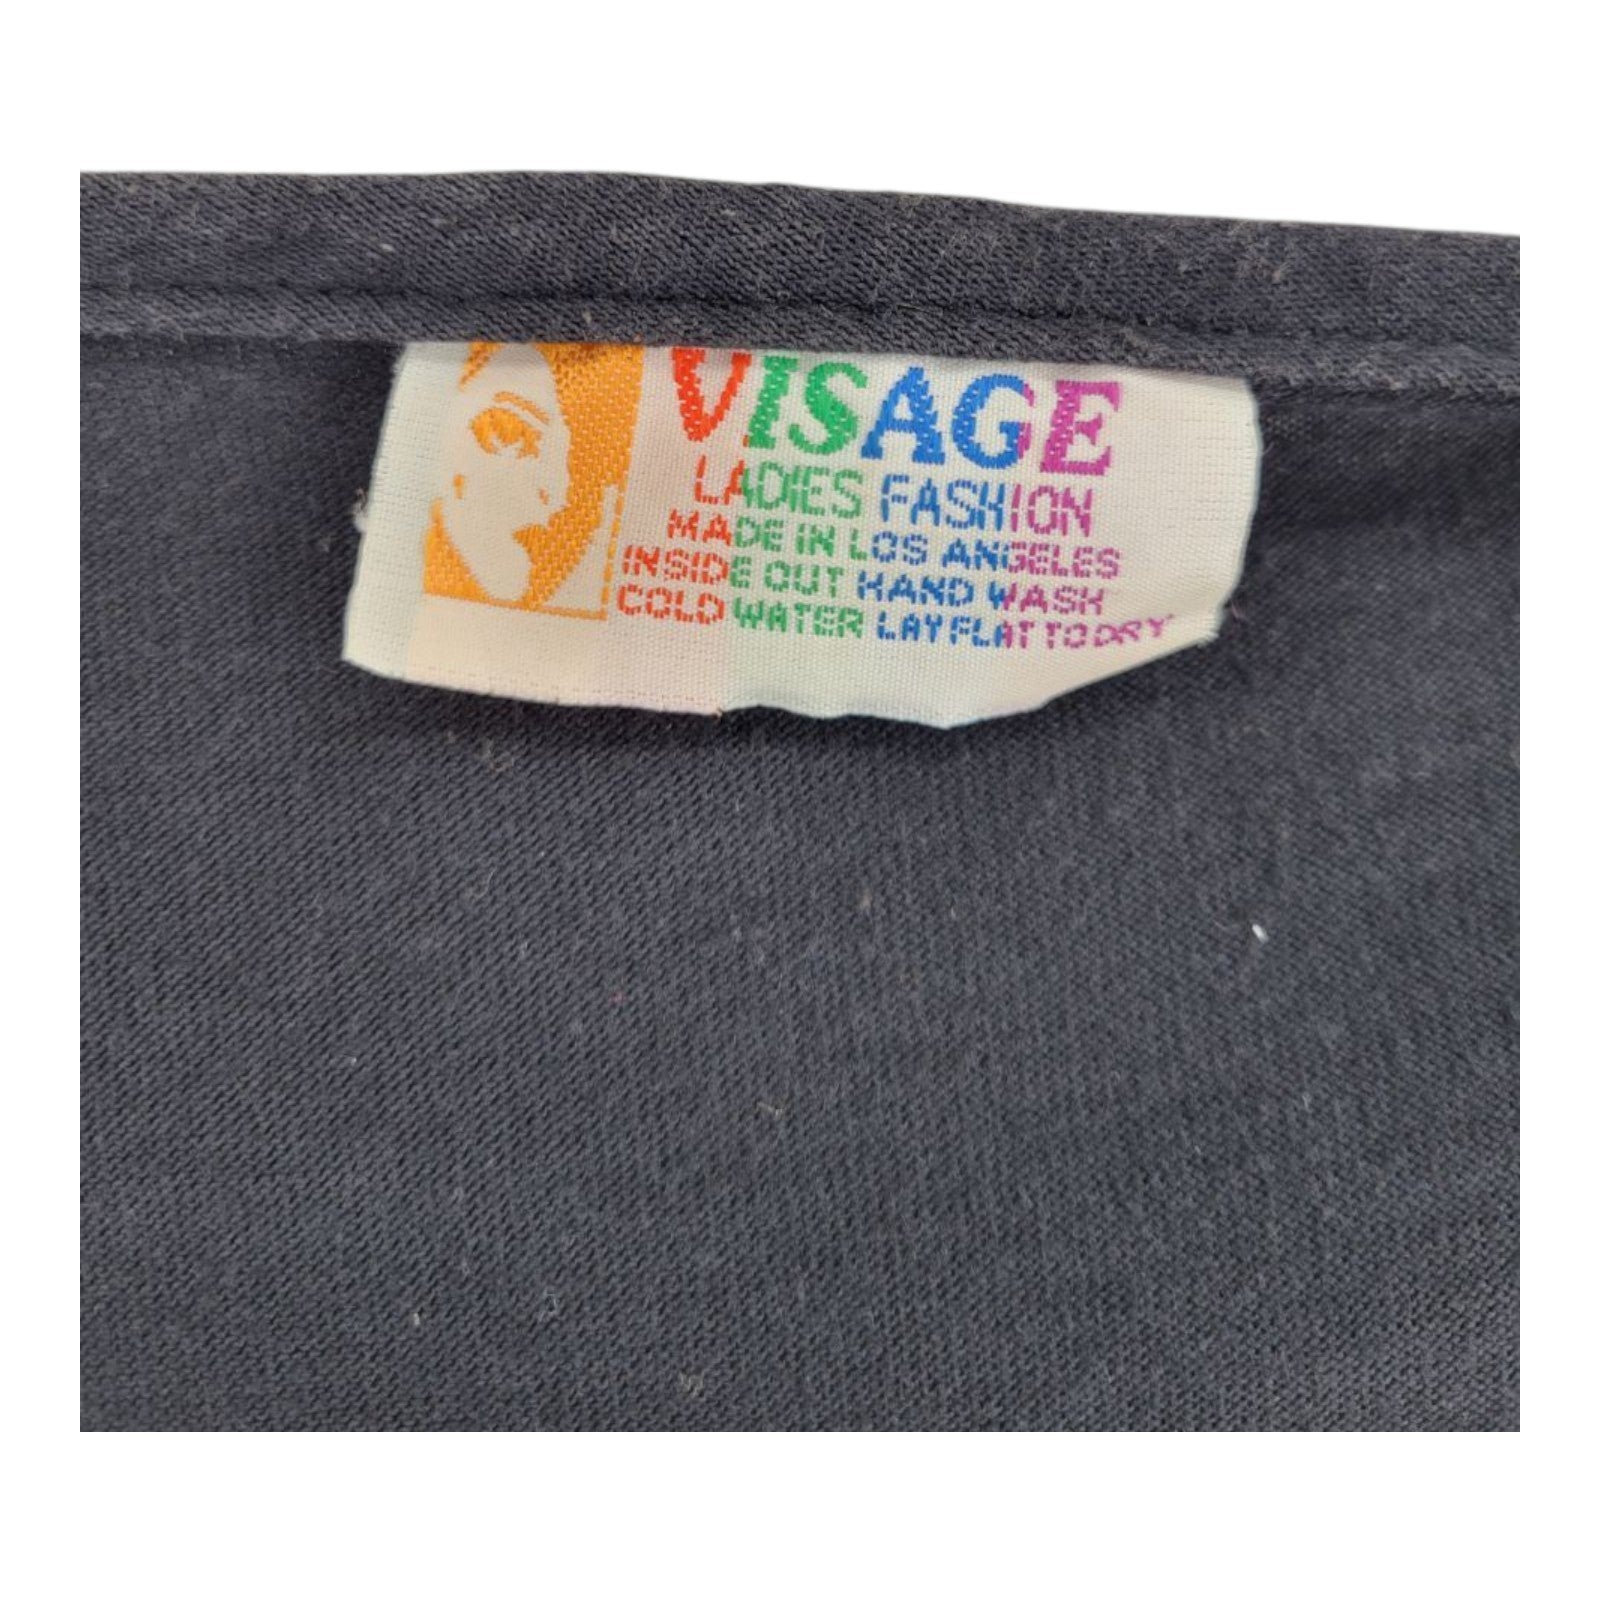 VISAGE
LADIES FASHION
MADE IN LOS ANGELES
INSIDE OUT HAND WASH
COLD WATER LAY FLAT TO DRY